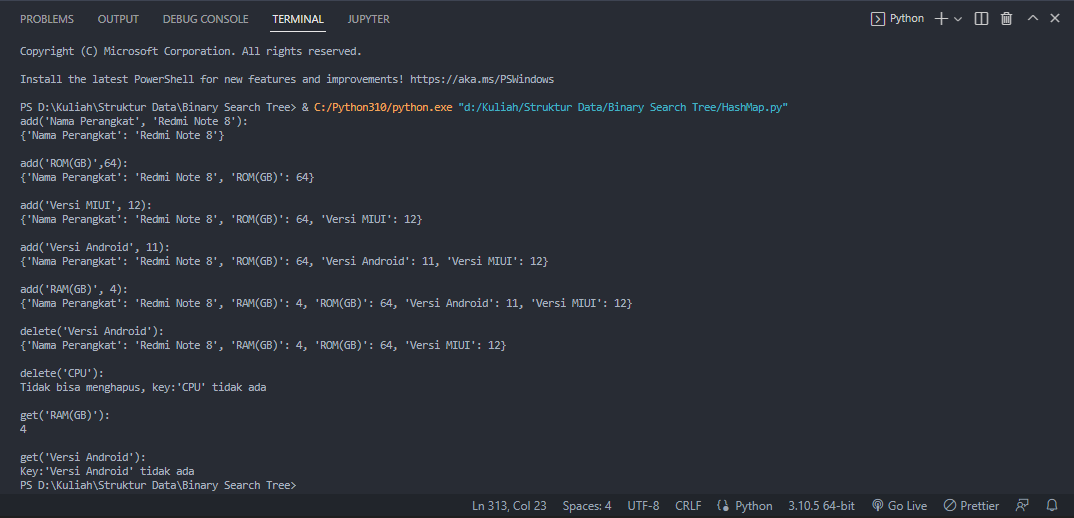 PROBLEMS OUTPUT DEBUG CONSOLE TERMINAL JUPYTER Python
Copyright (C) Microsoft Corporation. All rights reserved.
Install the latest PowerShell for new features and improvements! https://aka.ms/PSWindows
PS D:\Kuliah\Struktur Data\Binary Search Tree> & C:/Python310/python.exe "d:/Kuliah/Struktur Data/Binary Search Tree/HashMap.py"
add('Nama Perangkat', 'Redmi Note 8'):
{'Nama Perangkat': 'Redmi Note 8'}
add('ROM(GB)',64):
{'Nama Perangkat': 'Redmi Note 8', 'ROM(GB)': 64}
add('Versi MIUI', 12):
{'Nama Perangkat': 'Redmi Note 8', 'ROM(GB)': 64, 'Versi MIUI': 12}
add('Versi Android', 11):
{'Nama Perangkat': 'Redmi Note 8', 'ROM(GB)': 64, 'Versi Android': 11, 'Versi MIUI': 12}
add('RAM(GB)', 4):
{'Nama Perangkat': 'Redmi Note 8', 'RAM(GB)': 4, 'ROM(GB)': 64, 'Versi Android': 11, 'Versi MIUI': 12}
delete('Versi Android'):
{'Nama Perangkat': 'Redmi Note 8', 'RAM(GB)': 4, 'ROM(GB)': 64, 'Versi MIUI': 12}
delete('CPU'):
Tidak bisa menghapus, key:'CPU' tidak ada
get('RAM(GB)'):
4
get('Versi Android'):
Key:'Versi Android' tidak ada
PS D:\Kuliah\Struktur Data\Binary Search Tree>
Ln 313, Col 23 Spaces: 4 UTF-8 CRLF Python 3.10.5 64-bit Go Live Prettier